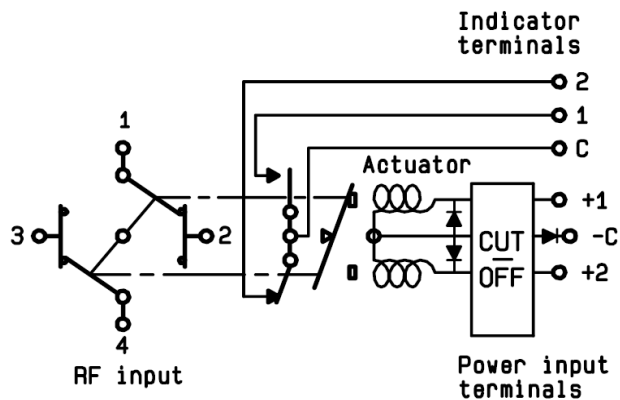 Indicator
terminals
2
1
C
1
Actuator
+1
3
2
CUT
-C
OFF
+2
4
RF input
Power input
terminals